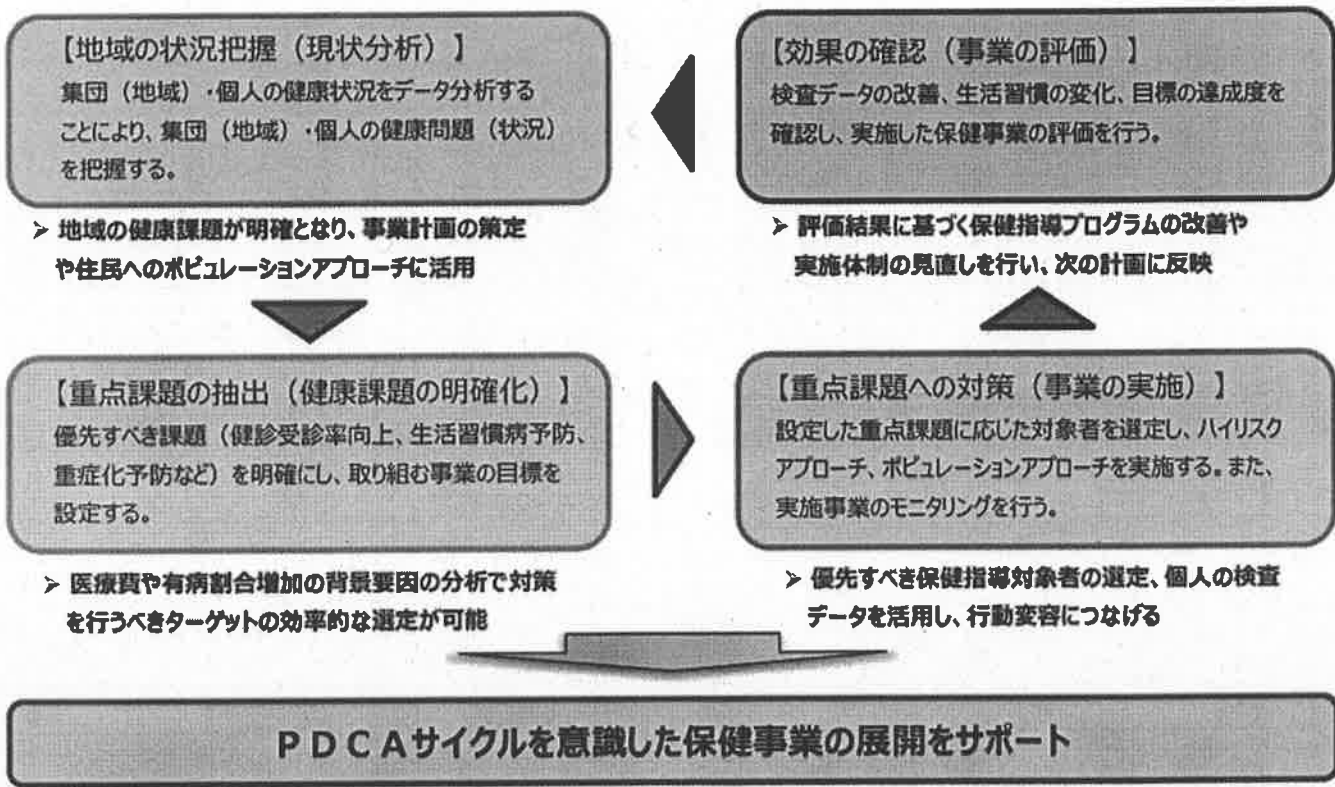 【地域の状況把握（現状分析）】
集団（地域）・個人の健康状況をデータ分析する
ことにより、集団（地域）・個人の健康問題（状況）
を把握する。
➢ 地域の健康課題が明確となり、事業計画の策定
や住民へのポピュレーションアプローチに活用
【重点課題の抽出（健康課題の明確化）】
優先すべき課題（健診受診率向上、生活習慣病予防、
重症化予防など）を明確にし、取り組む事業の目標を
設定する。
➢ 医療費や有病割合増加の背景要因の分析で対策
を行うべきターゲットの効率的な選定が可能
【重点課題への対策（事業の実施）】
設定した重点課題に応じた対象者を選定し、ハイリスク
アプローチ、ポピュレーションアプローチを実施する。また、
実施事業のモニタリングを行う。
➢ 優先すべき保健指導対象者の選定、個人の検査
データを活用し、行動変容につなげる
【効果の確認（事業の評価）】
検査データの改善、生活習慣の変化、目標の達成度を
確認し、実施した保健事業の評価を行う。
➢ 評価結果に基づく保健指導プログラムの改善や
実施体制の見直しを行い、次の計画に反映
ＰＤＣＡサイクルを意識した保健事業の展開をサポート